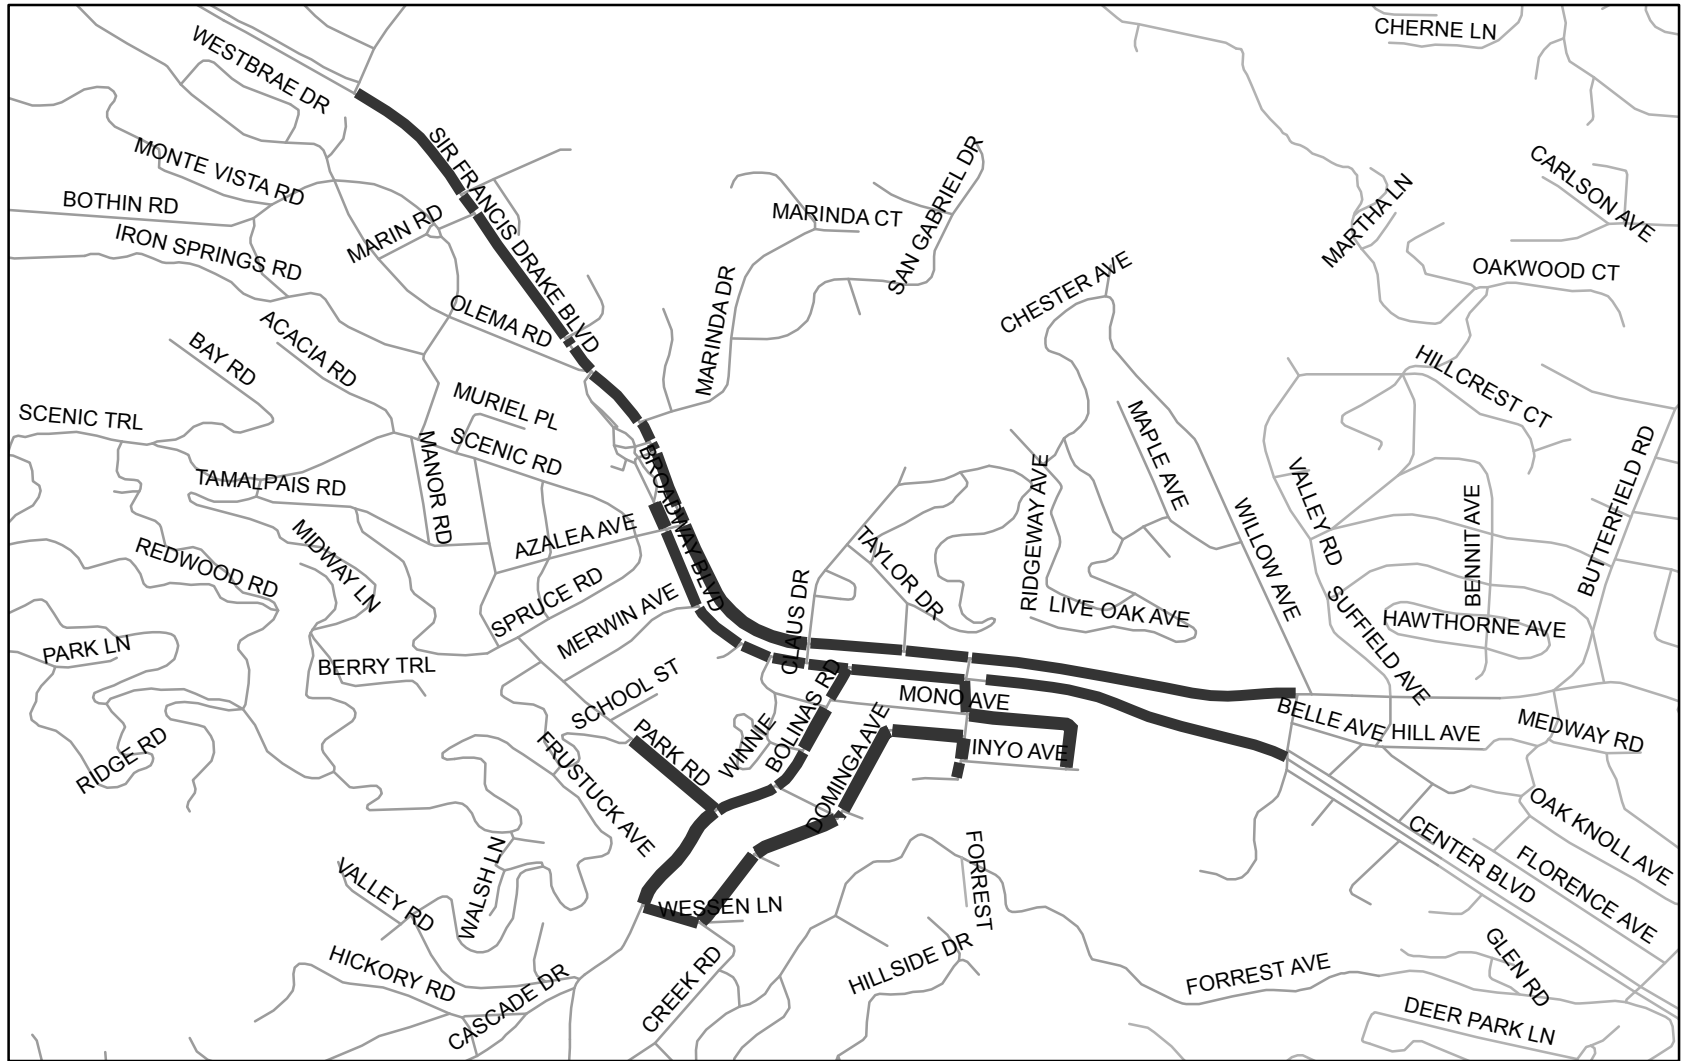 CHERNE LN
WESTBRAE DR
SIR FRANCIS DRAKE BLVD
MONTE VISTA RD
CARLSON AVE
SAN GABRIEL DR
MARTHA LN
BOTHIN RD
MARINDA CT
MARIN RD
IRON SPRINGS RD
OAKWOOD CT
CHESTER AVE
MARINDA DR
OLEMA RD
ACACIA RD
BAY RD
HILLCREST CT
MURIEL PL
SCENIC TRL
MAPLE AVE
SCENIC RD
MANOR RD
BROADWAY BLVD
BUTTERFIELD RD
TAMALPAIS RD
RIDGEWAY AVE
VALLEY RD
BENNIT AVE
WILLOW AVE
AZALEA AVE
MIDWAY LN
TAYLOR DR
REDWOOD RD
CLAUS DR
SPRUCE RD
MERWIN AVE
LIVE OAK AVE
SUFFIELD AVE
HAWTHORNE AVE
PARK LN
BERRY TRL
BOLINAS RD
SCHOOL ST
MONO AVE
BELLE AVE
HILL AVE
MEDWAY RD
RIDGE RD
PARK RD
WINNIE
DOMINGA AVE
INYO AVE
FRUSTUCK AVE
OAK KNOLL AVE
CENTER BLVD
FLORENCE AVE
FORREST
WALSH LN
VALLEY RD
WESSEN LN
HICKORY RD
CASCADE DR
CREEK RD
HILLSIDE DR
FORREST AVE
GLEN RD
DEER PARK LN